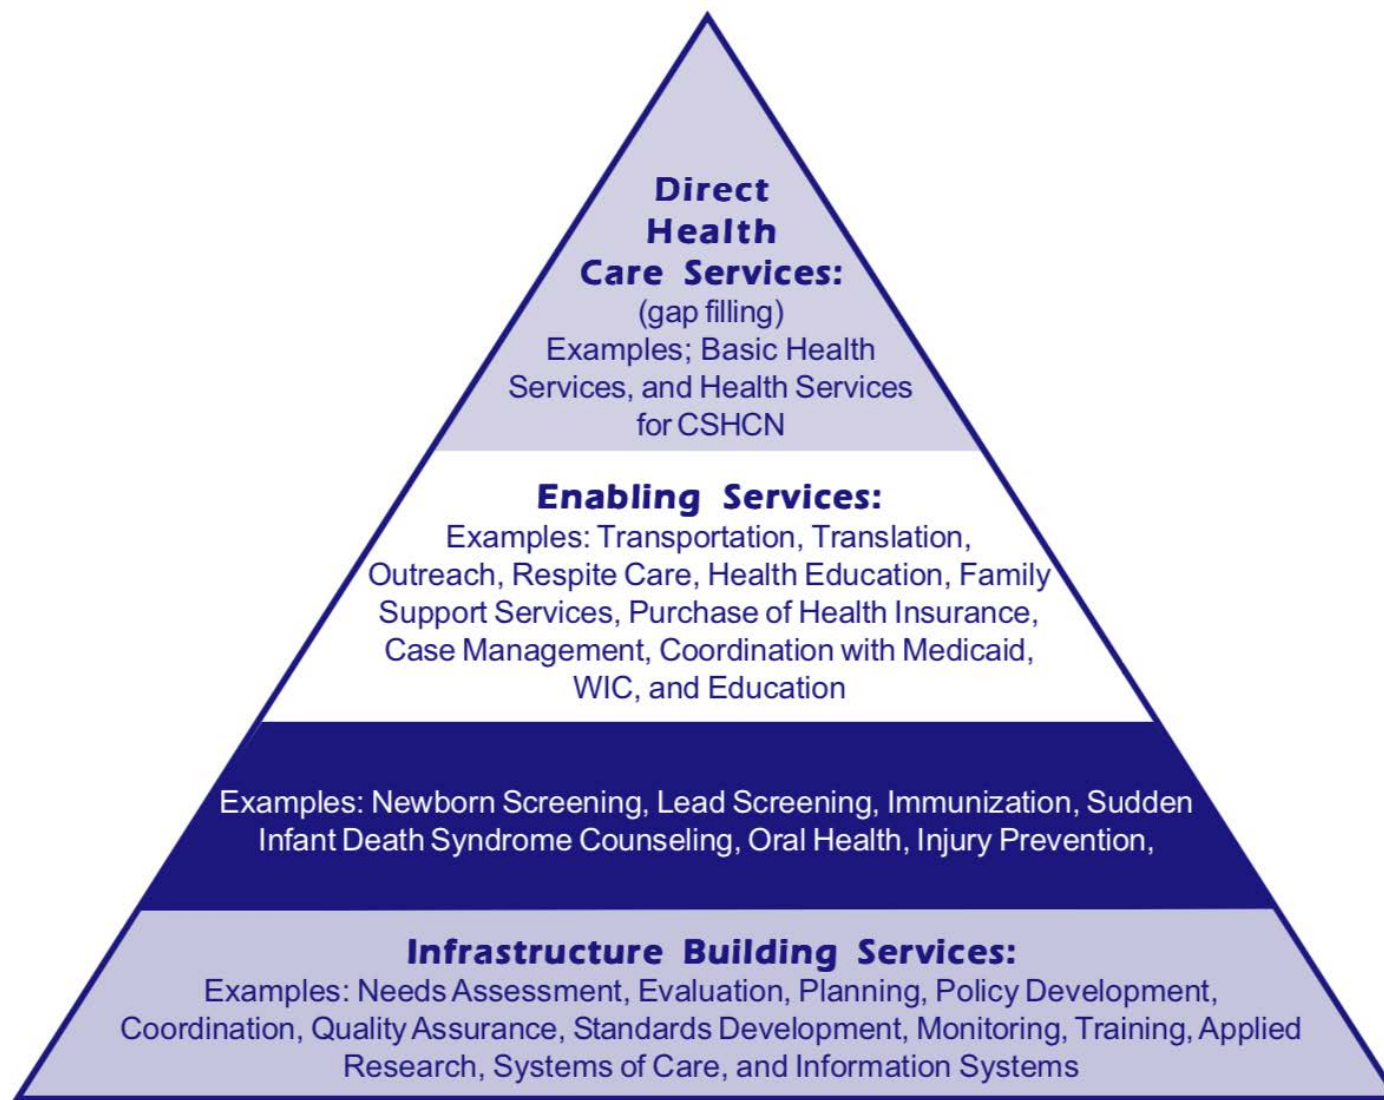 Direct
Health
Care Services:
(gap filling)
Examples; Basic Health
Services, and Health Services
for CSHCN
Enabling Services:
Examples: Transportation, Translation,
Outreach, Respite Care, Health Education, Family
Support Services, Purchase of Health Insurance,
Case Management, Coordination with Medicaid,
WIC, and Education
Examples: Newborn Screening, Lead Screening, Immunization, Sudden
Infant Death Syndrome Counseling, Oral Health, Injury Prevention,
Infrastructure Building Services:
Examples: Needs Assessment, Evaluation, Planning, Policy Development,
Coordination, Quality Assurance, Standards Development, Monitoring, Training, Applied
Research, Systems of Care, and Information Systems